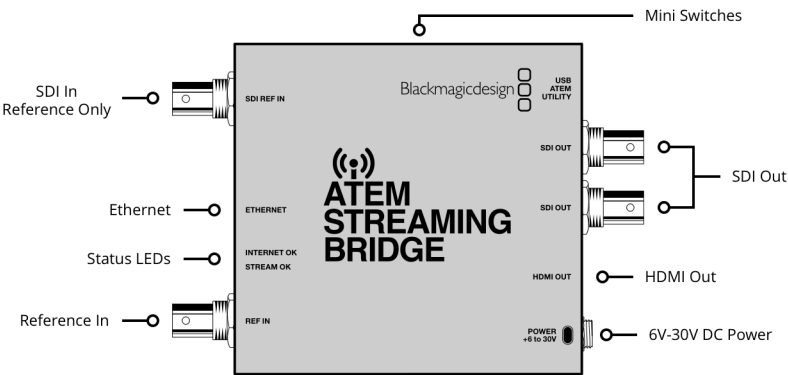 Mini Switches
SDI In
Reference Only
SDI REF IN
Blackmagicdesign
USB
ATEM
UTILITY
SDI OUT
SDI Out
ATEM
STREAMING
BRIDGE
Ethernet
ETHERNET
SDI OUT
Status LEDs
INTERNET OK
STREAM OK
HDMI OUT
HDMI Out
Reference In
REF IN
POWER
+6 to 30V
6V-30V DC Power